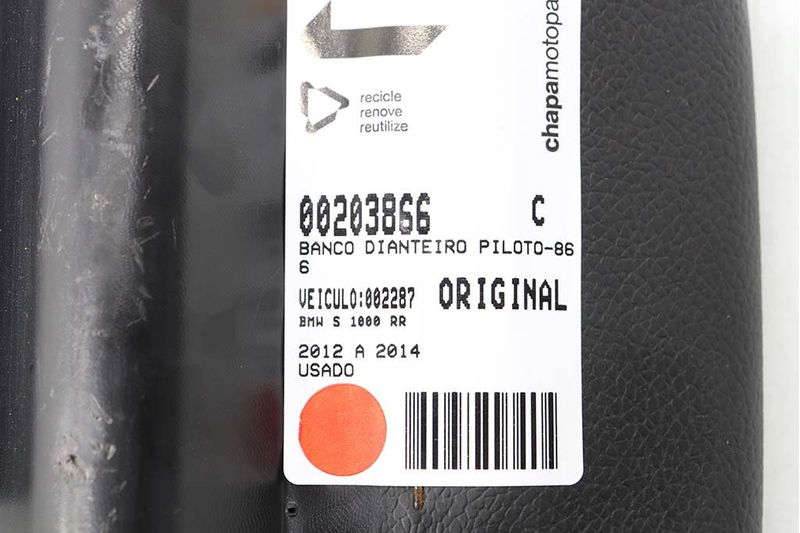 recicle
renove
reutilize
chapamotopa
00203866 C
BANCO DIANTEIRO PILOTO-86
6
VEICULO:002287 ORIGINAL
BMW S 1000 RR
2012 A 2014
USADO